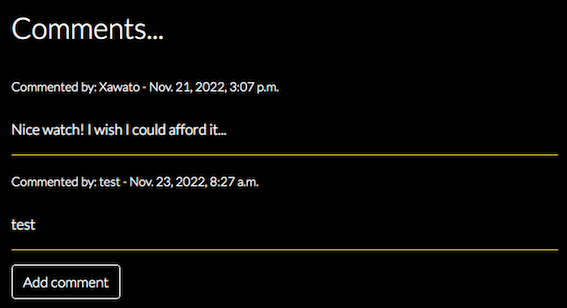 Comments...
Commented by: Xawato - Nov. 21, 2022, 3:07 p.m.
Nice watch! I wish I could afford it...
Commented by: test - Nov. 23, 2022, 8:27 a.m.
test
Add comment